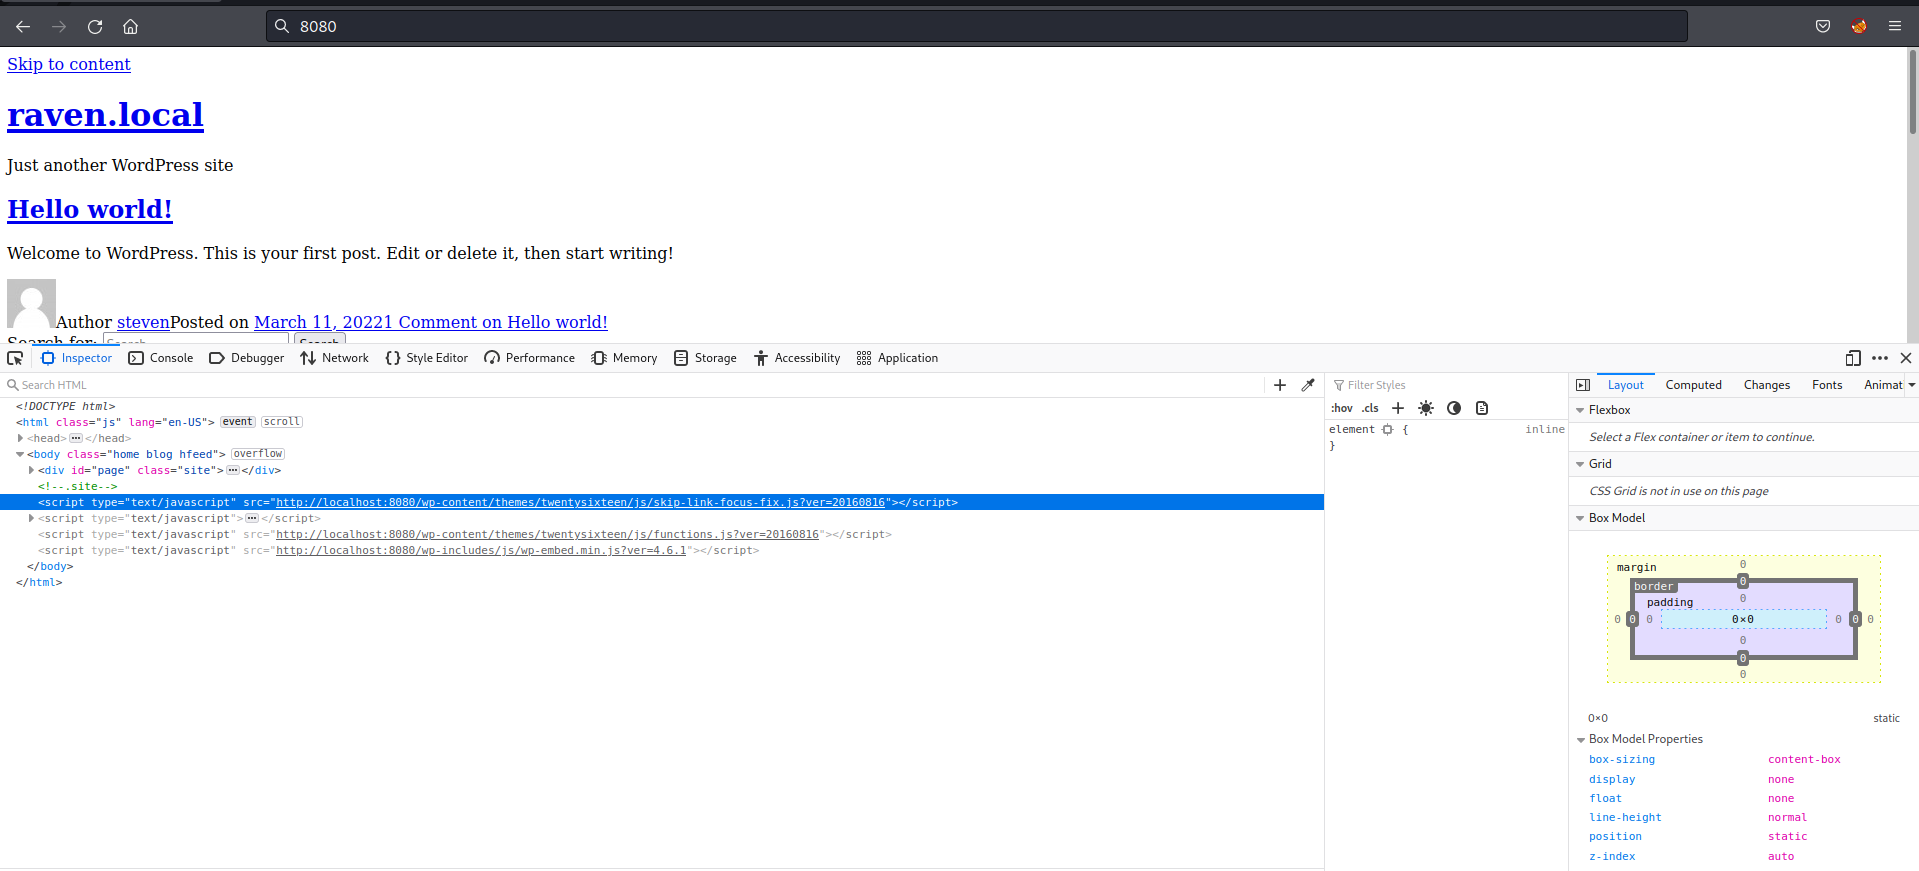 8080
Skip to content
raven.local
Just another WordPress site
Hello world!
Welcome to WordPress. This is your first post. Edit or delete it, then start writing!
Author stevenPosted on March 11, 20221 Comment on Hello world!
Search for: Search Search
Inspector Console Debugger Network Style Editor Performance Memory Storage Accessibility Application
Search HTML
<!DOCTYPE html>
<html class="js" lang="en-US"> event scroll
<head>⋯</head>
<body class="home blog hfeed"> overflow
<div id="page" class="site">⋯</div>
<!--.site-->
<script type="text/javascript" src="http://localhost:8080/wp-content/themes/twentysixteen/js/skip-link-focus-fix.js?ver=20160816"></script>
<script type="text/javascript">⋯</script>
<script type="text/javascript" src="http://localhost:8080/wp-content/themes/twentysixteen/js/functions.js?ver=20160816"></script>
<script type="text/javascript" src="http://localhost:8080/wp-includes/js/wp-embed.min.js?ver=4.6.1"></script>
</body>
</html>
Filter Styles
:hov .cls +
element { inline
}
Layout Computed Changes Fonts Animat
Flexbox
Select a Flex container or item to continue.
Grid
CSS Grid is not in use on this page
Box Model
margin 0
border 0
padding 0
0 0 0 0×0 0 0 0
0
0
0
0×0 static
Box Model Properties
box-sizing content-box
display none
float none
line-height normal
position static
z-index auto